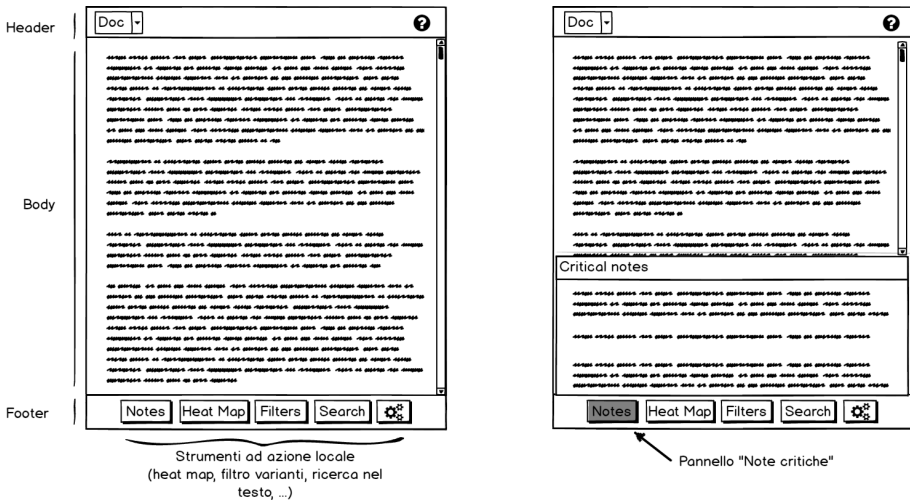 Header
Doc
?
Body
Footer
Notes Heat Map Filters Search
Strumenti ad azione locale
(heat map, filtro varianti, ricerca nel
testo, ...)
Doc
?
Critical notes
Notes Heat Map Filters Search
Pannello "Note critiche"